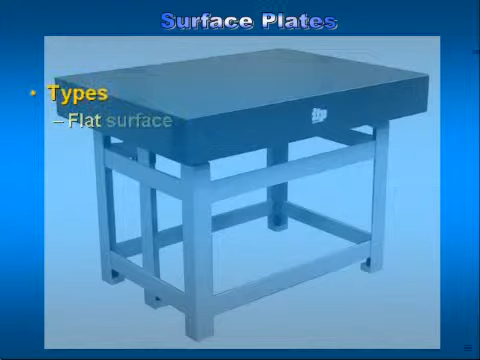 Surface Plates
• Types
– Flat surface